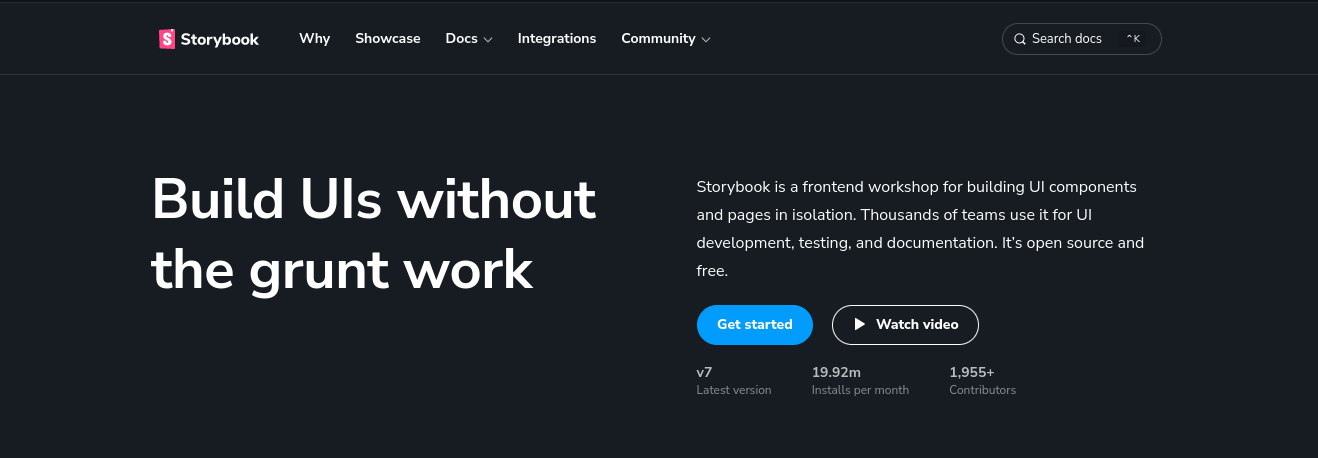 Storybook Why Showcase Docs Integrations Community Search docs ⌃ K
Build UIs without
the grunt work
Storybook is a frontend workshop for building UI components
and pages in isolation. Thousands of teams use it for UI
development, testing, and documentation. It’s open source and
free.
Get started Watch video
v7 19.92m 1,955+
Latest version Installs per month Contributors